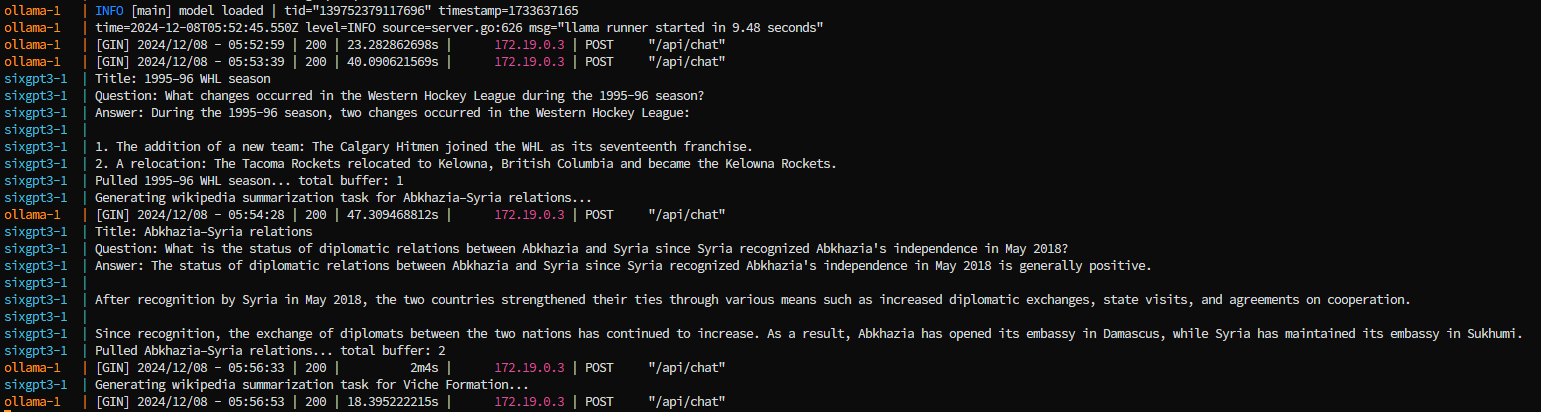 ollama-1   | INFO [main] model loaded | tid="139752379117696" timestamp=1733637165
ollama-1   | time=2024-12-08T05:52:45.550Z level=INFO source=server.go:626 msg="llama runner started in 9.48 seconds"
ollama-1   | [GIN] 2024/12/08 - 05:52:59 | 200 | 23.282862698s |      172.19.0.3 | POST     "/api/chat"
ollama-1   | [GIN] 2024/12/08 - 05:53:39 | 200 | 40.090621569s |      172.19.0.3 | POST     "/api/chat"
sixgpt3-1  | Title: 1995–96 WHL season
sixgpt3-1  | Question: What changes occurred in the Western Hockey League during the 1995-96 season?
sixgpt3-1  | Answer: During the 1995-96 season, two changes occurred in the Western Hockey League:
sixgpt3-1  |
sixgpt3-1  | 1. The addition of a new team: The Calgary Hitmen joined the WHL as its seventeenth franchise.
sixgpt3-1  | 2. A relocation: The Tacoma Rockets relocated to Kelowna, British Columbia and became the Kelowna Rockets.
sixgpt3-1  | Pulled 1995–96 WHL season... total buffer: 1
sixgpt3-1  | Generating wikipedia summarization task for Abkhazia–Syria relations...
ollama-1   | [GIN] 2024/12/08 - 05:54:28 | 200 | 47.309468812s |      172.19.0.3 | POST     "/api/chat"
sixgpt3-1  | Title: Abkhazia–Syria relations
sixgpt3-1  | Question: What is the status of diplomatic relations between Abkhazia and Syria since Syria recognized Abkhazia's independence in May 2018?
sixgpt3-1  | Answer: The status of diplomatic relations between Abkhazia and Syria since Syria recognized Abkhazia's independence in May 2018 is generally positive.
sixgpt3-1  |
sixgpt3-1  | After recognition by Syria in May 2018, the two countries strengthened their ties through various means such as increased diplomatic exchanges, state visits, and agreements on cooperation.
sixgpt3-1  |
sixgpt3-1  | Since recognition, the exchange of diplomats between the two nations has continued to increase. As a result, Abkhazia has opened its embassy in Damascus, while Syria has maintained its embassy in Sukhumi.
sixgpt3-1  | Pulled Abkhazia–Syria relations... total buffer: 2
ollama-1   | [GIN] 2024/12/08 - 05:56:33 | 200 |          2m4s |      172.19.0.3 | POST     "/api/chat"
sixgpt3-1  | Generating wikipedia summarization task for Viche Formation...
ollama-1   | [GIN] 2024/12/08 - 05:56:53 | 200 | 18.395222215s |      172.19.0.3 | POST     "/api/chat"